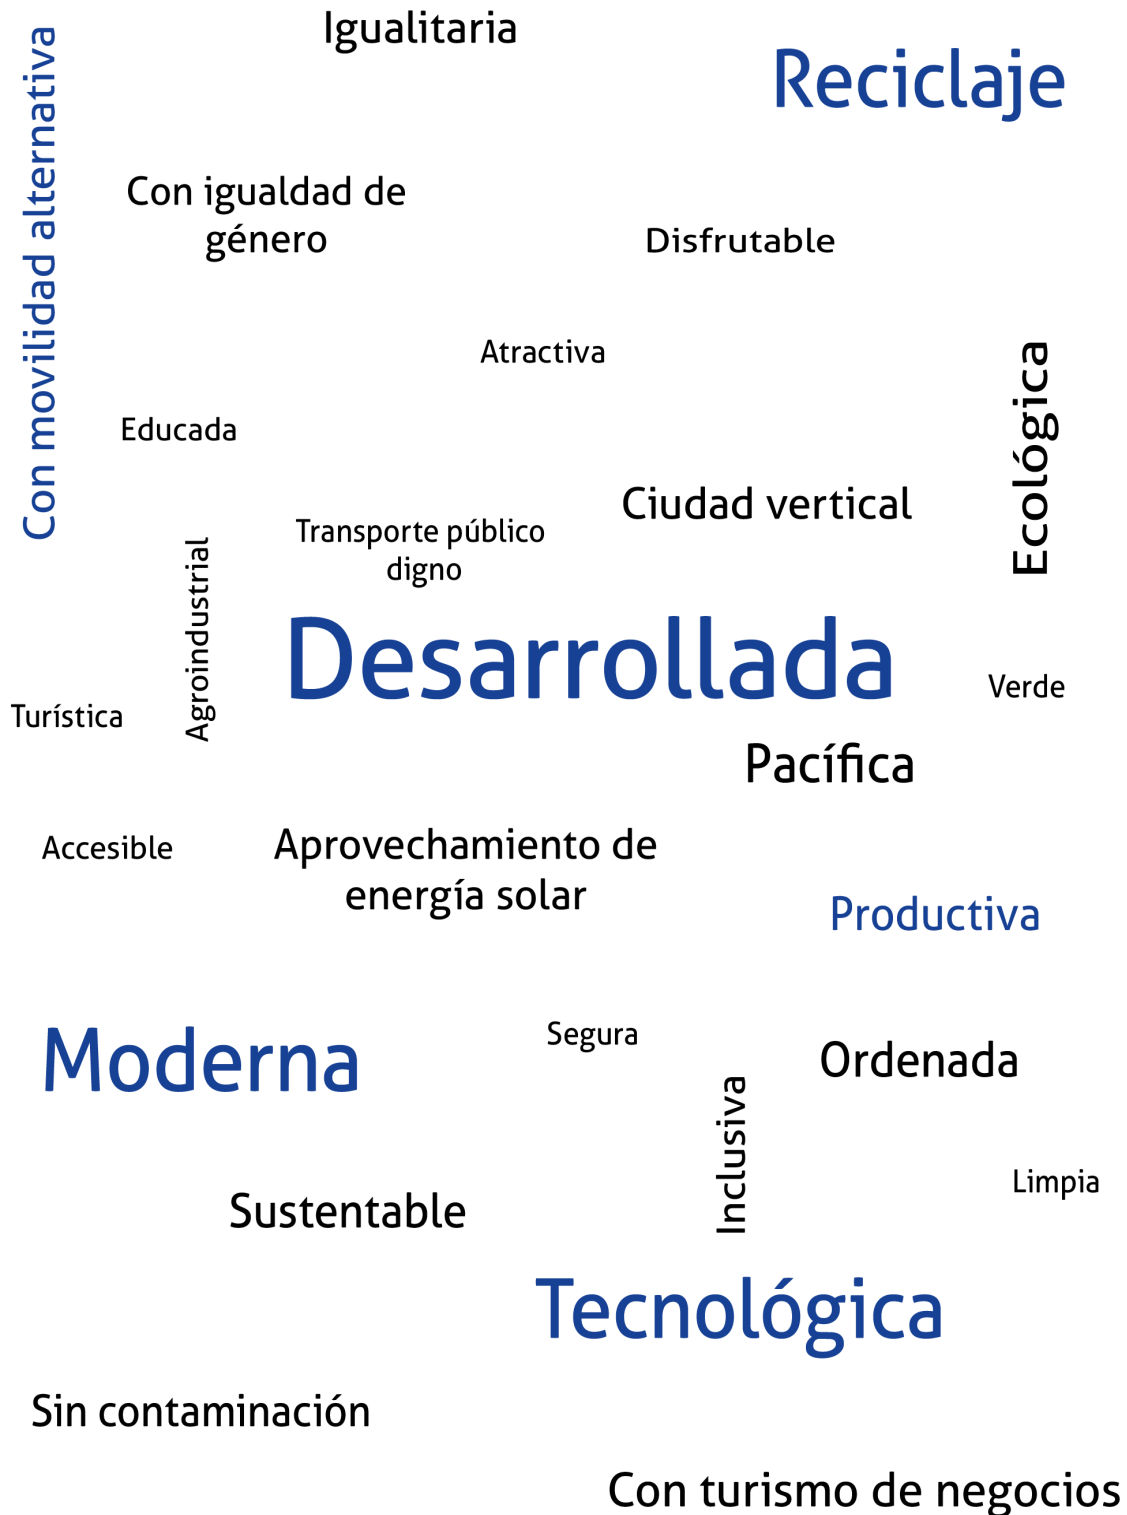 Igualitaria
Reciclaje
Con movilidad alternativa
Con igualdad de
género
Disfrutable
Atractiva
Ecológica
Educada
Ciudad vertical
Transporte público
digno
Agroindustrial
Desarrollada
Verde
Turística
Pacífica
Accesible
Aprovechamiento de
energía solar
Productiva
Moderna
Segura
Ordenada
Inclusiva
Limpia
Sustentable
Tecnológica
Sin contaminación
Con turismo de negocios